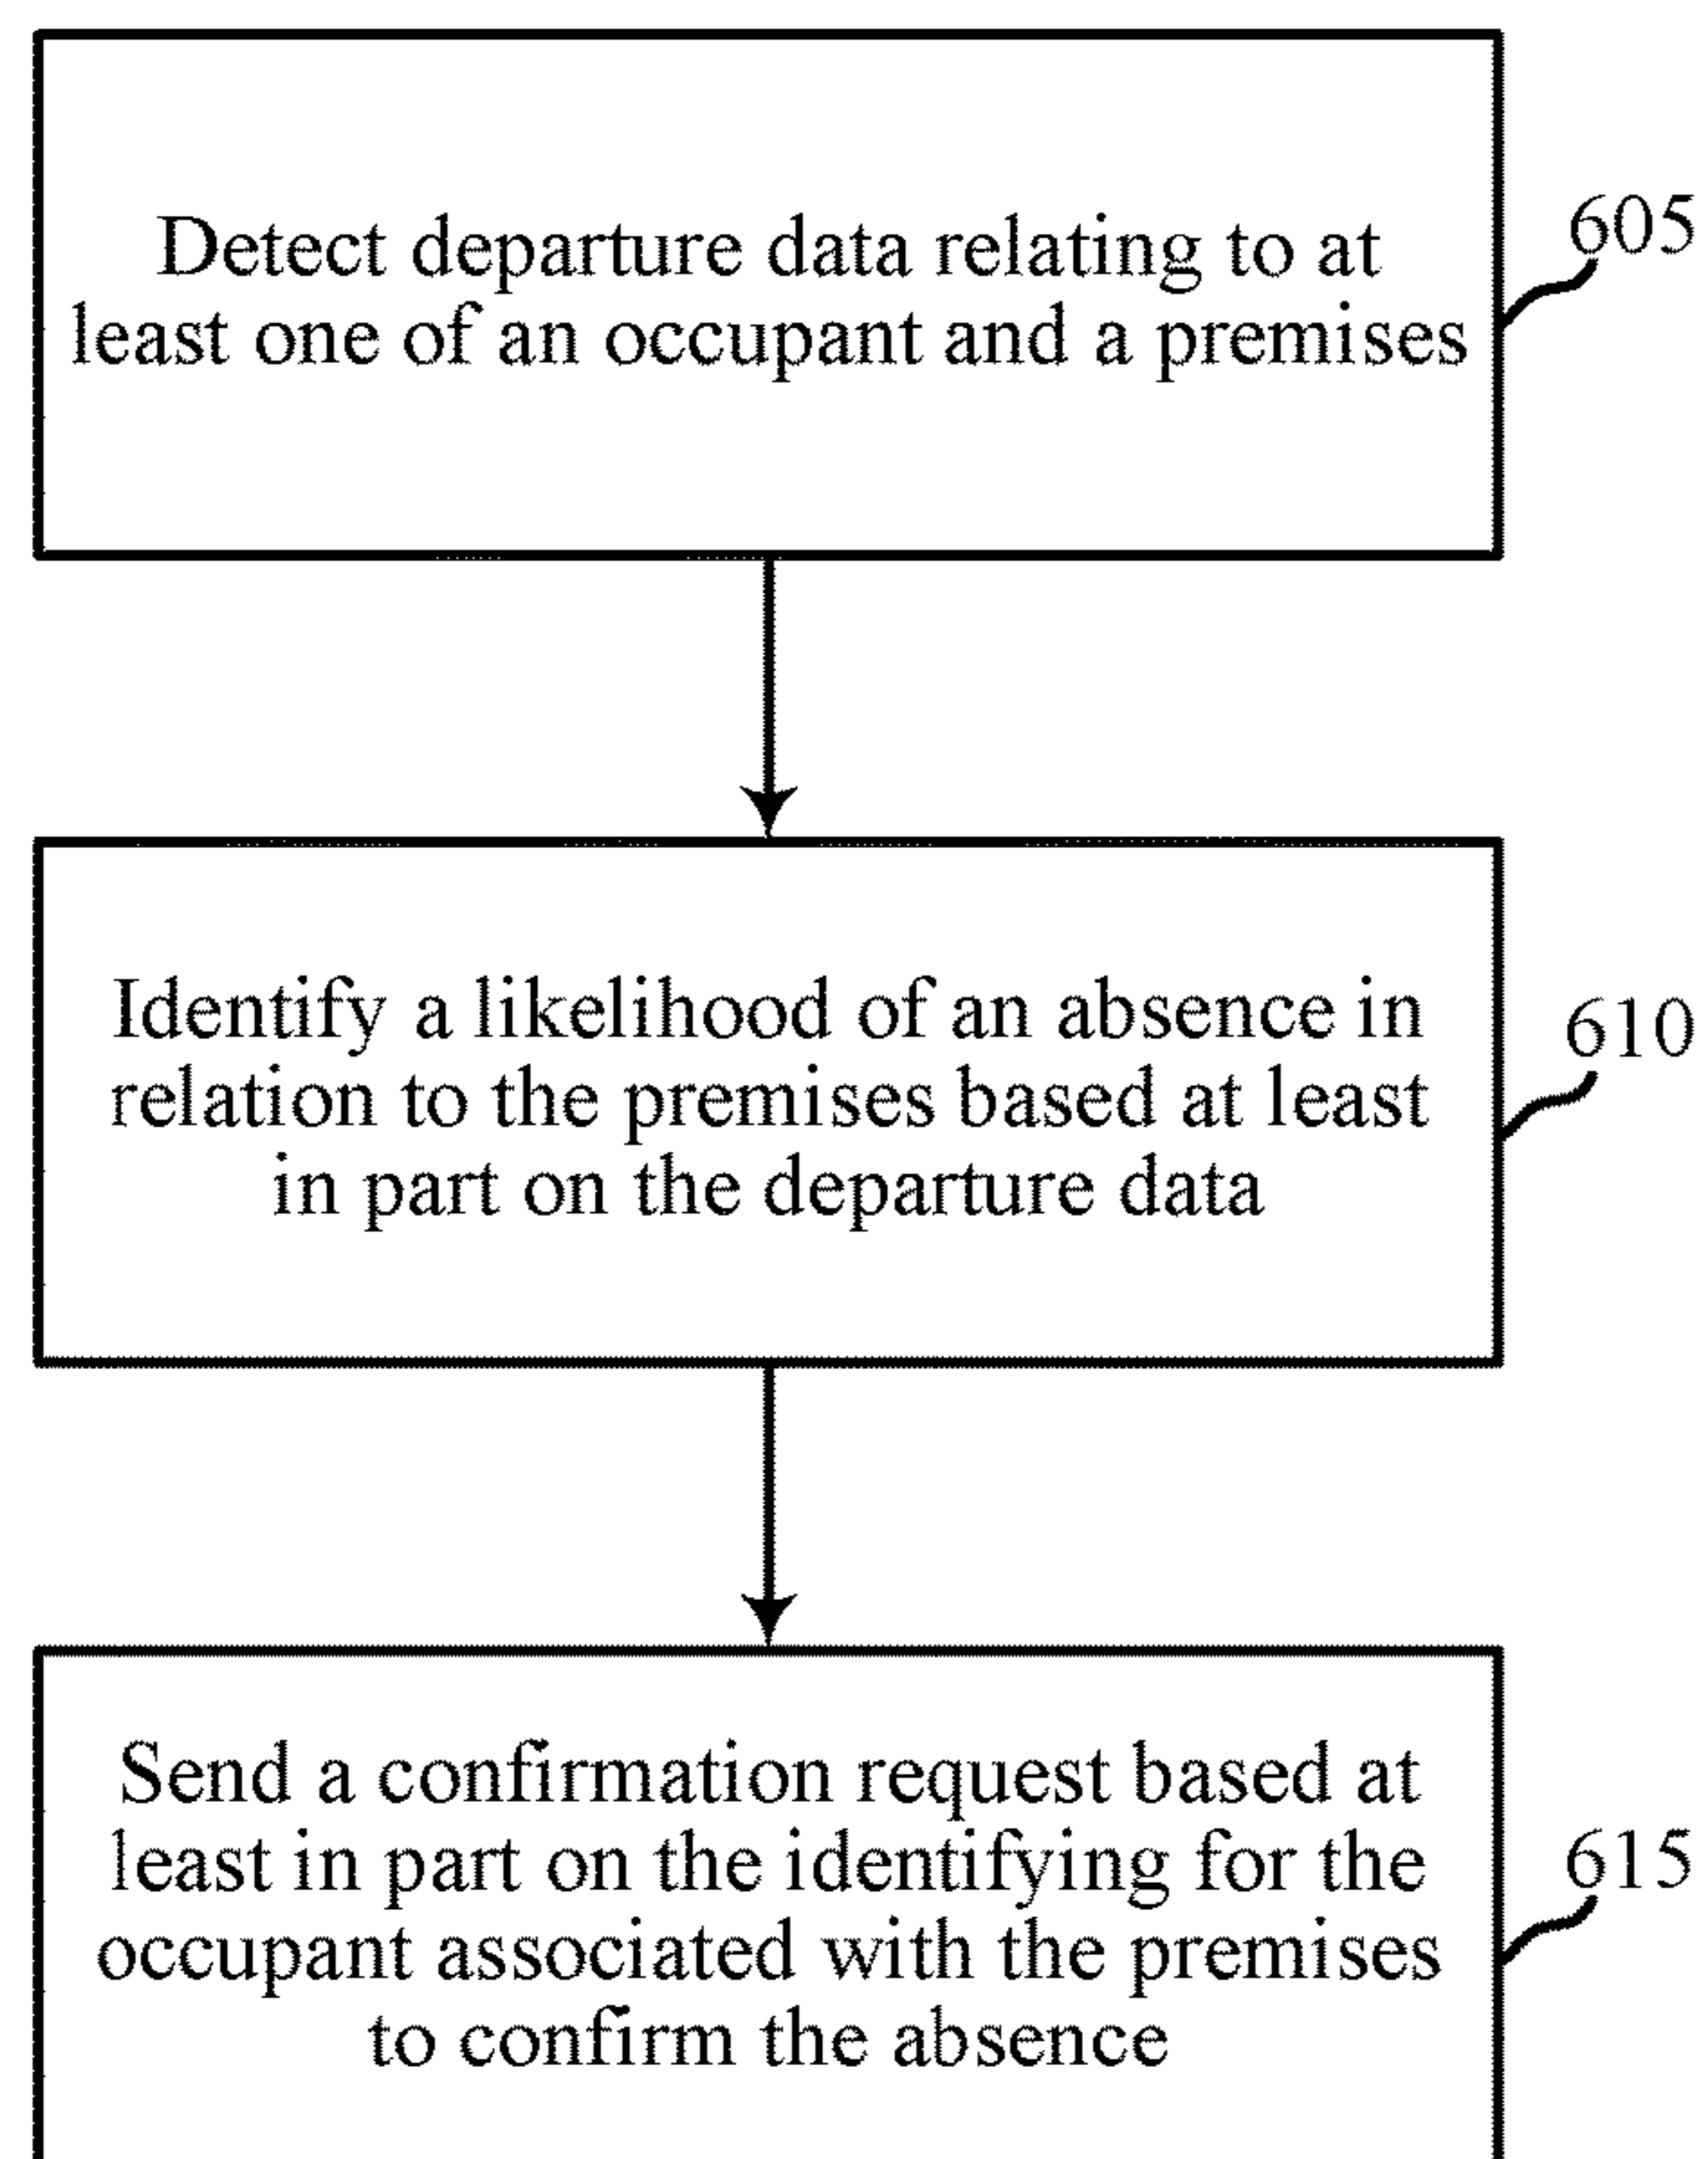 Detect departure data relating to at
least one of an occupant and a premises
605
Identify a likelihood of an absence in
relation to the premises based at least
in part on the departure data
610
Send a confirmation request based at
least in part on the identifying for the
occupant associated with the premises
to confirm the absence
615